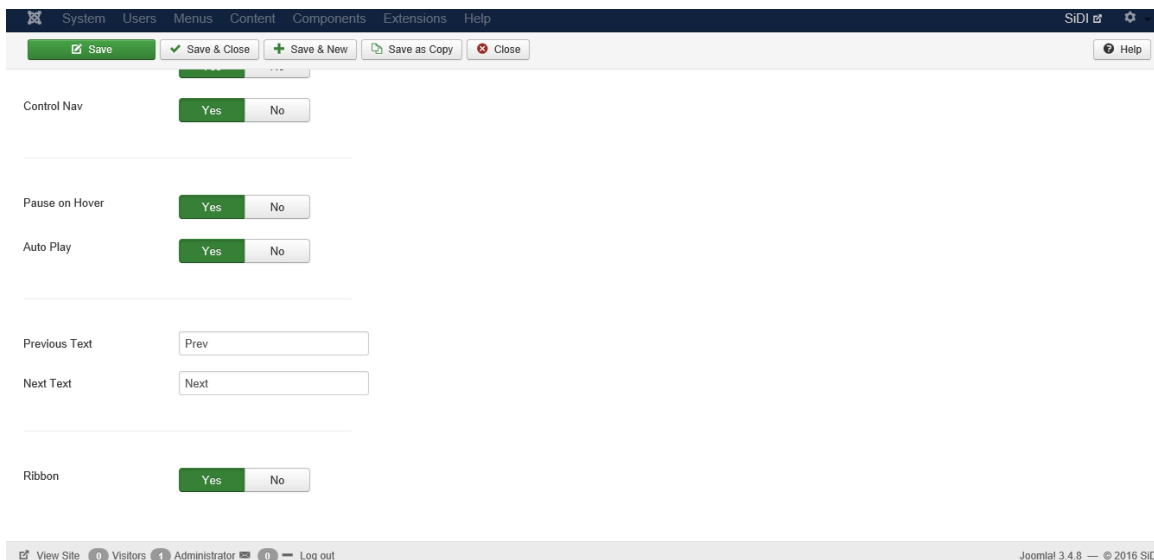 System Users Menus Content Components Extensions Help SiDI
Save Save & Close Save & New Save as Copy Close Help
Control Nav Yes No
Pause on Hover Yes No
Auto Play Yes No
Previous Text Prev
Next Text Next
Ribbon Yes No
View Site 0 Visitors 1 Administrator 0 Log out Joomla! 3.4.8 — © 2016 SiD